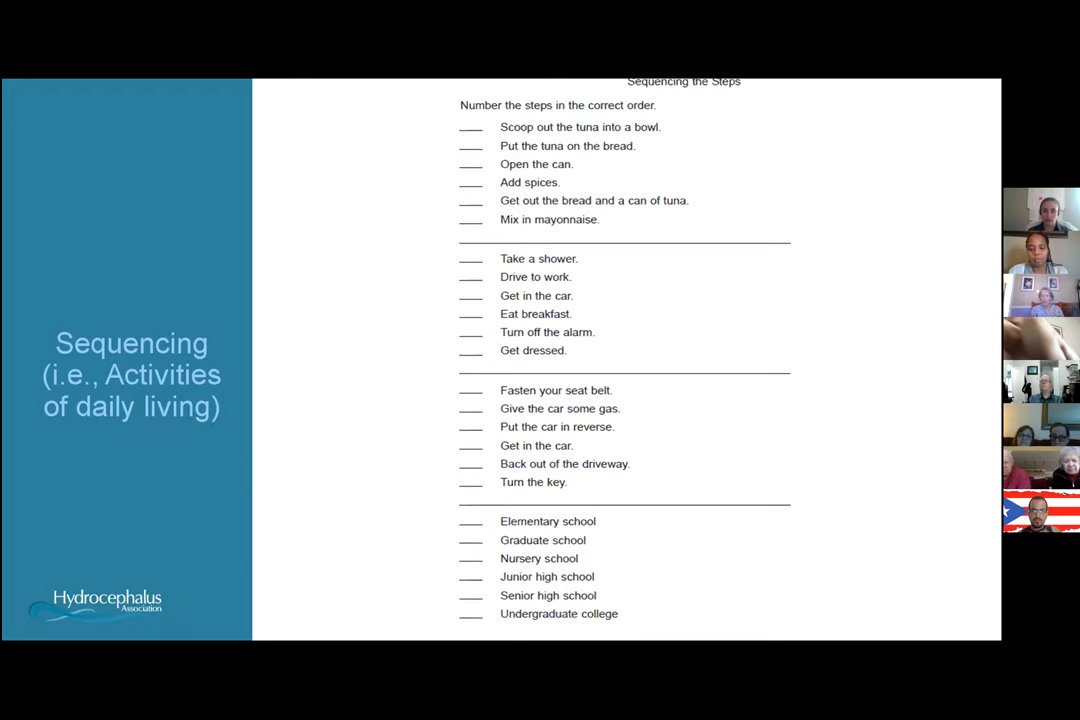 Sequencing the Steps
Number the steps in the correct order.
____ Scoop out the tuna into a bowl.
____ Put the tuna on the bread.
____ Open the can.
____ Add spices.
____ Get out the bread and a can of tuna.
____ Mix in mayonnaise.
____ Take a shower.
____ Drive to work.
____ Get in the car.
____ Eat breakfast.
____ Turn off the alarm.
____ Get dressed.
____ Fasten your seat belt.
____ Give the car some gas.
____ Put the car in reverse.
____ Get in the car.
____ Back out of the driveway.
____ Turn the key.
____ Elementary school
____ Graduate school
____ Nursery school
____ Junior high school
____ Senior high school
____ Undergraduate college
Sequencing
(i.e., Activities
of daily living)
Hydrocephalus
Association